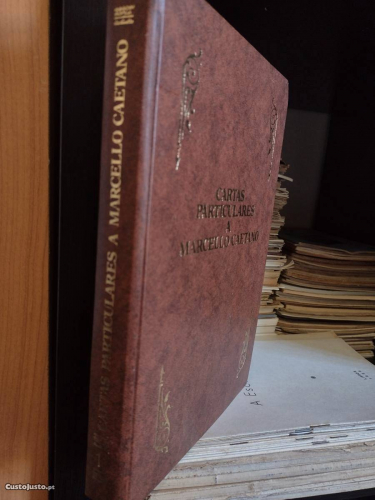 CARTAS PARTICULARES A MARCELLO CAETANO
CARTAS
PARTICULARES
A
MARCELLO CAETANO
CustoJusto.pt